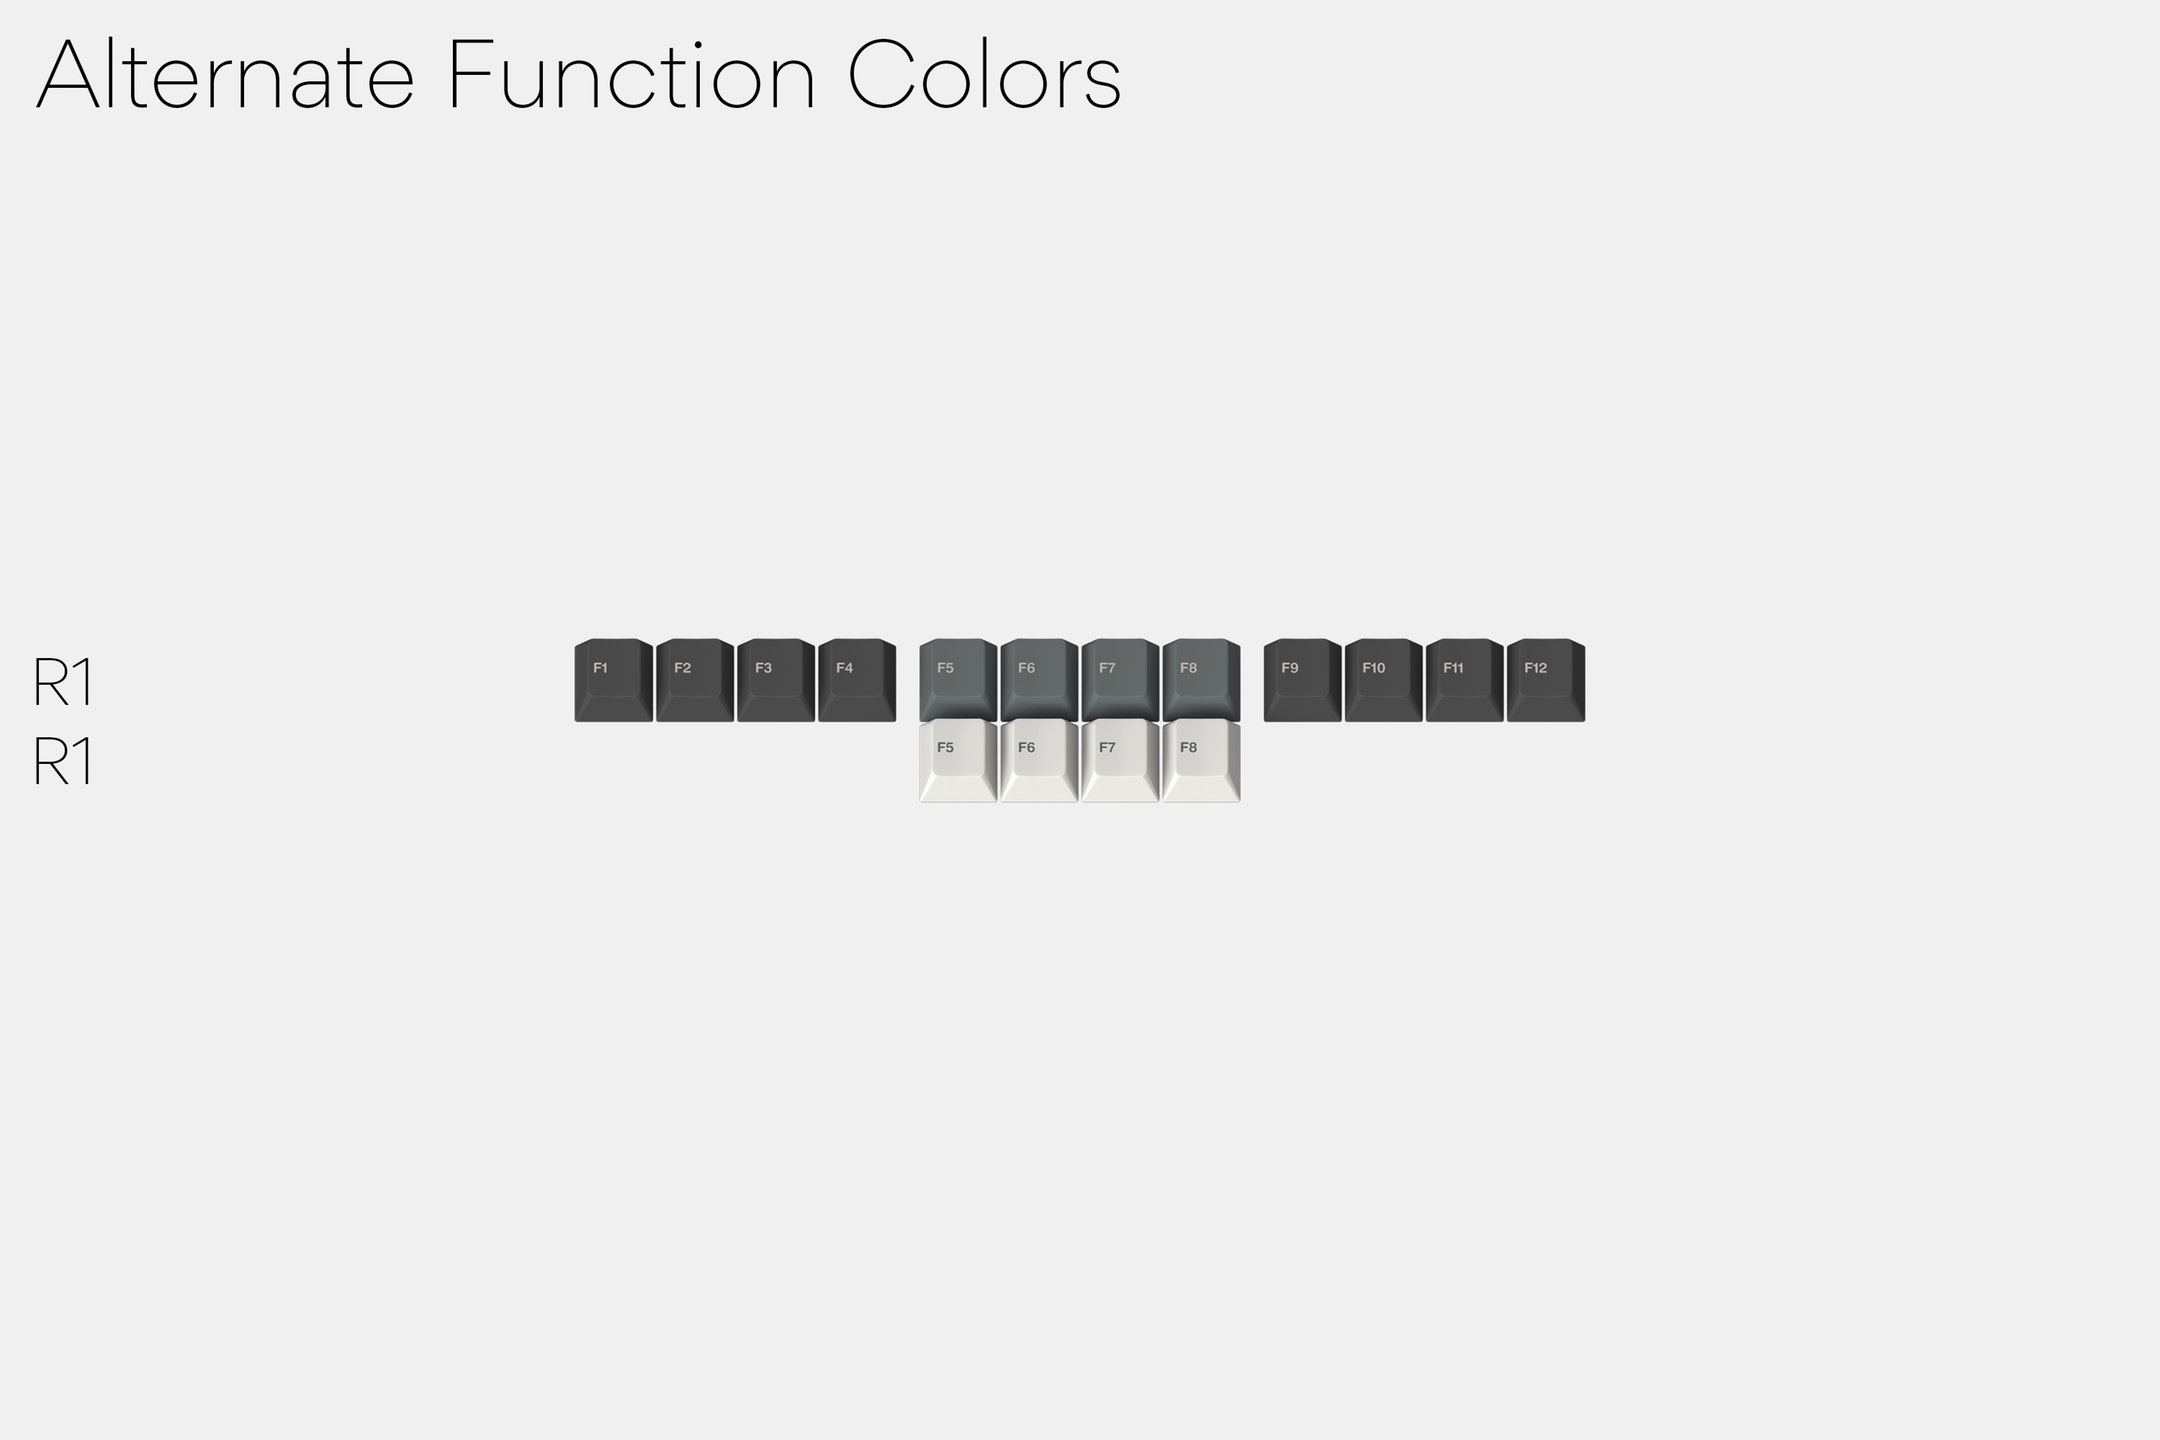 Alternate Function Colors
R1 F1 F2 F3 F4 F5 F6 F7 F8 F9 F10 F11 F12
R1 F5 F6 F7 F8